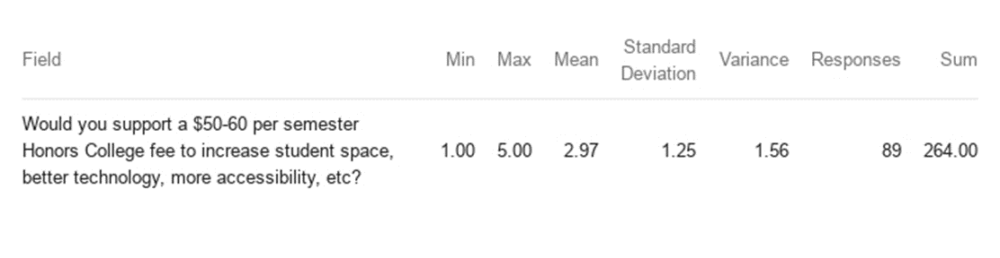 Field Min Max Mean Standard Deviation Variance Responses Sum
Would you support a $50-60 per semester
Honors College fee to increase student space, 1.00 5.00 2.97 1.25 1.56 89 264.00
better technology, more accessibility, etc?